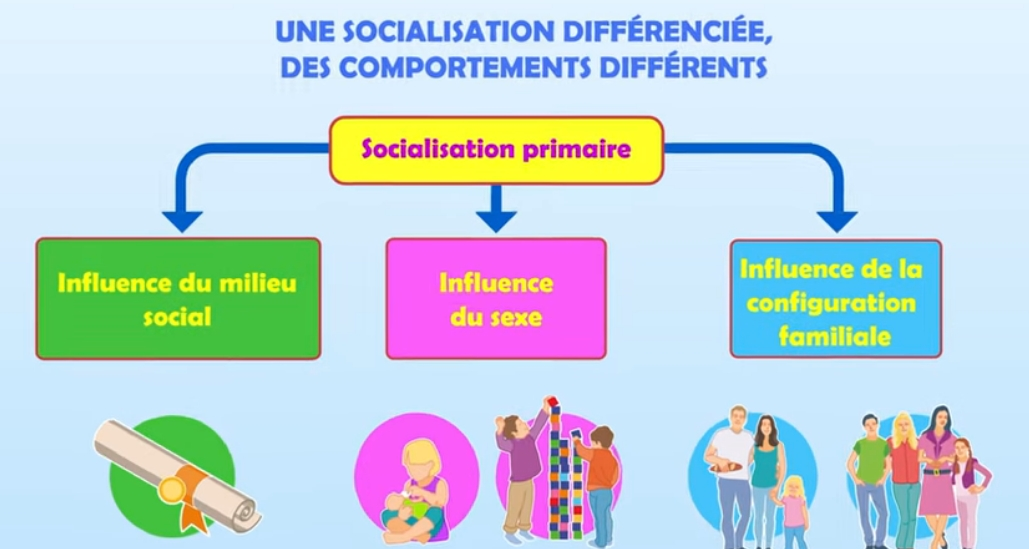 UNE SOCIALISATION DIFFÉRENCIÉE,
DES COMPORTEMENTS DIFFÉRENTS
Socialisation primaire
Influence du milieu
social
Influence
du sexe
Influence de la
configuration
familiale